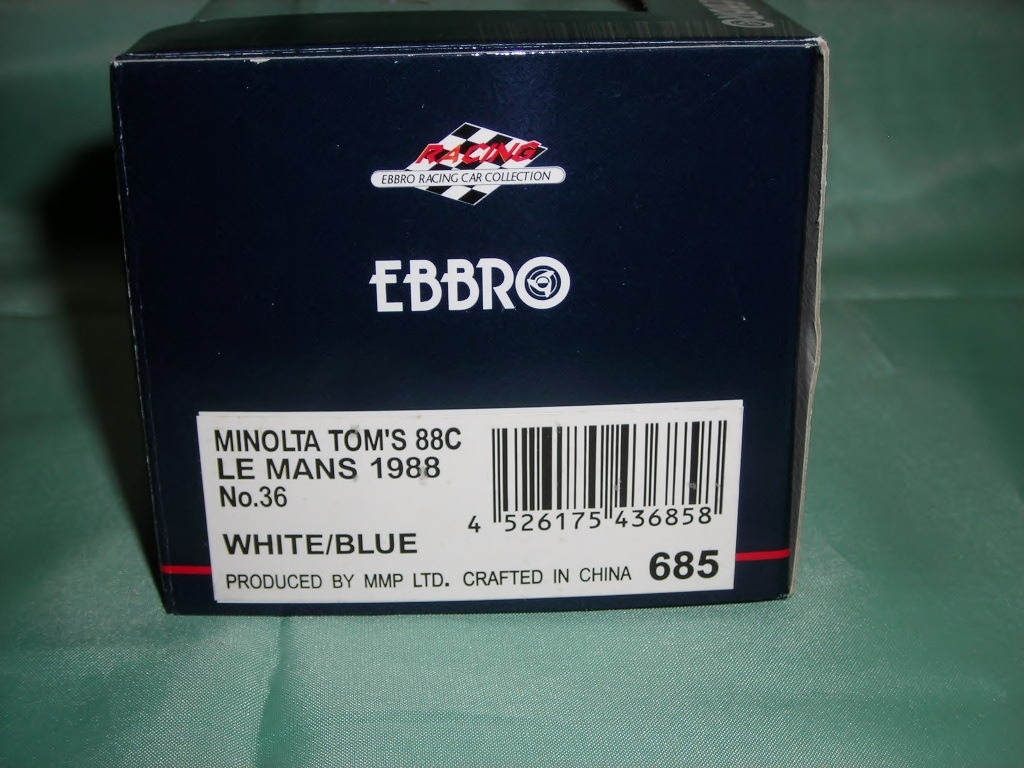 RACING
EBBRO RACING CAR COLLECTION
EBBRO
MINOLTA TOM'S 88C
LE MANS 1988
No.36
4 526175 436858
WHITE/BLUE
PRODUCED BY MMP LTD. CRAFTED IN CHINA 685